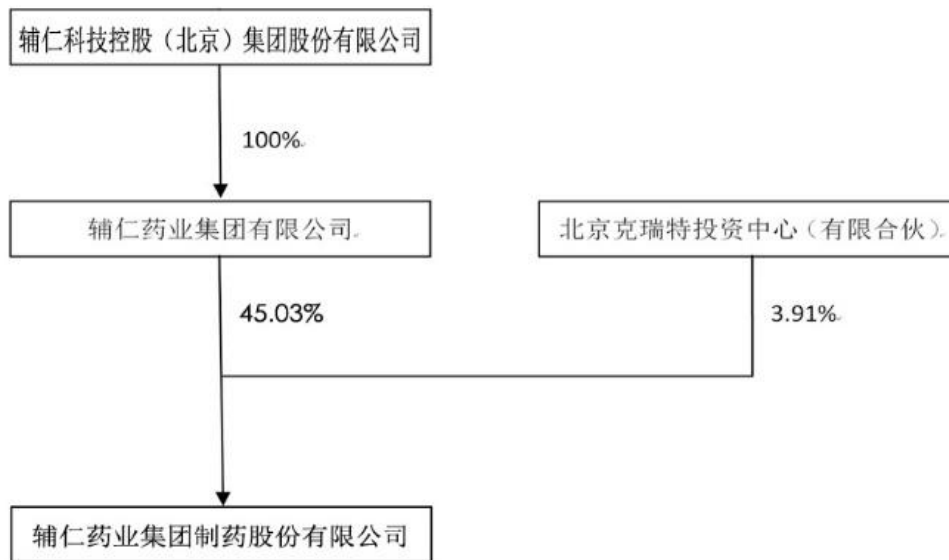 辅仁科技控股（北京）集团股份有限公司
100%
辅仁药业集团有限公司
北京克瑞特投资中心（有限合伙）
45.03%
3.91%
辅仁药业集团制药股份有限公司